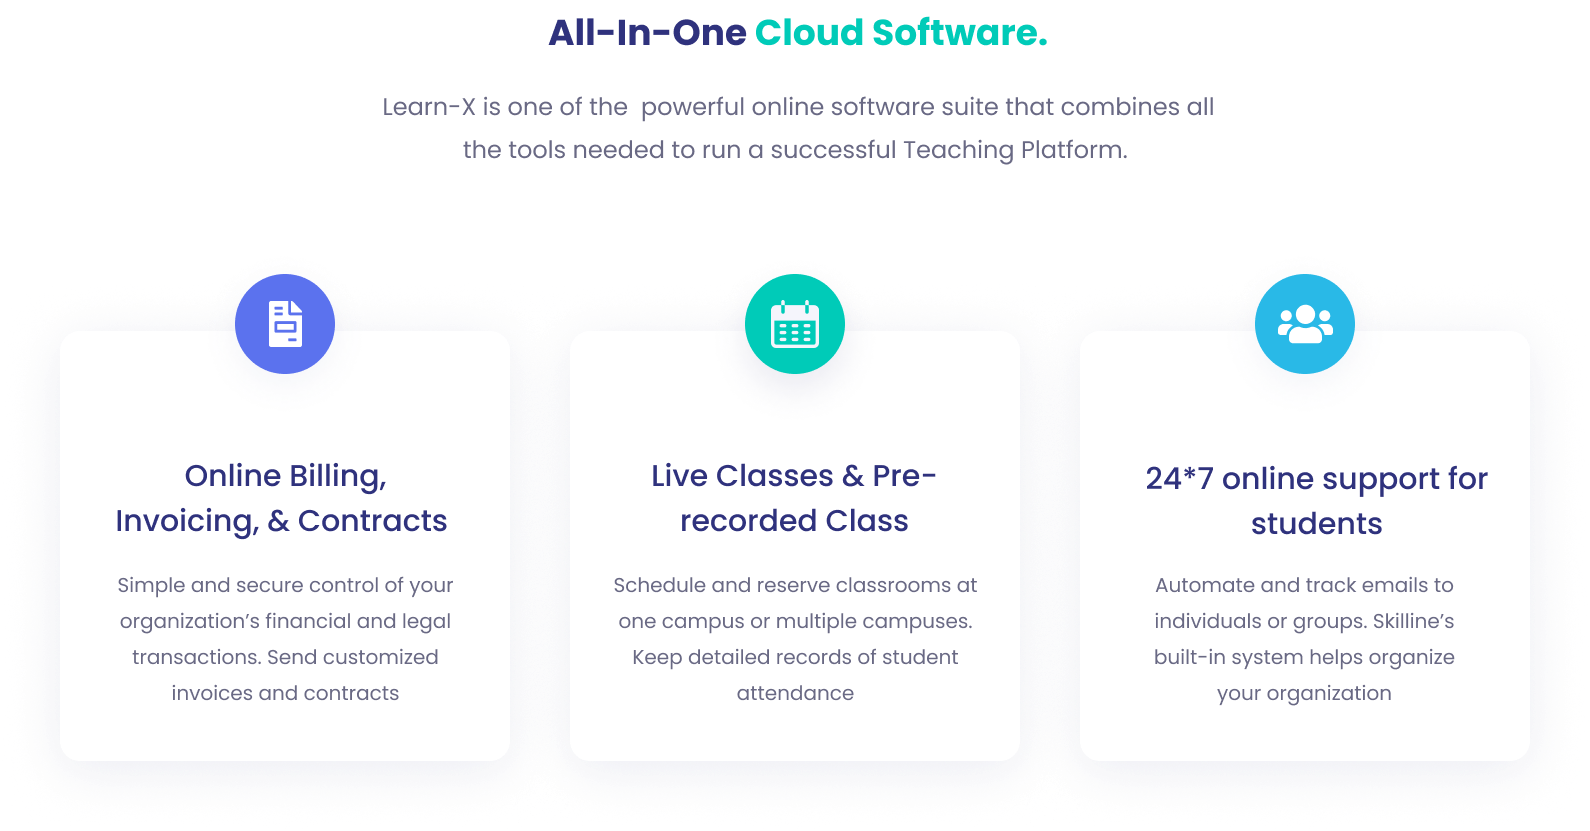 All-In-One Cloud Software.
Learn-X is one of the  powerful online software suite that combines all
the tools needed to run a successful Teaching Platform.
Online Billing,
Invoicing, & Contracts
Simple and secure control of your
organization’s financial and legal
transactions. Send customized
invoices and contracts
Live Classes & Pre-
recorded Class
Schedule and reserve classrooms at
one campus or multiple campuses.
Keep detailed records of student
attendance
24*7 online support for
students
Automate and track emails to
individuals or groups. Skilline’s
built-in system helps organize
your organization